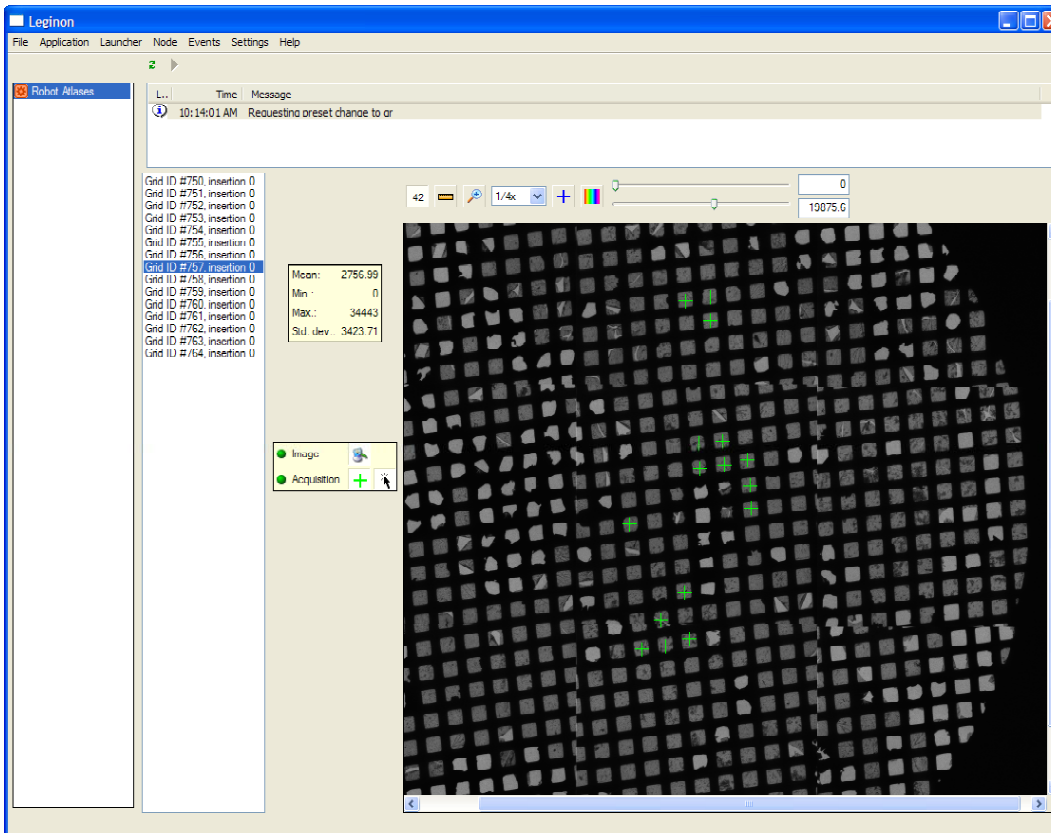 Leginon
File Application Launcher Node Events Settings Help
Robot Atlases
L... Time Message
10:14:01 AM Requesting preset change to gr
Grid ID #750, insertion 0
Grid ID #751, insertion 0
Grid ID #752, insertion 0
Grid ID #753, insertion 0
Grid ID #754, insertion 0
Grid ID #755, insertion 0
Grid ID #756, insertion 0
Grid ID #757, insertion 0
Grid ID #758, insertion 0
Grid ID #759, insertion 0
Grid ID #760, insertion 0
Grid ID #761, insertion 0
Grid ID #762, insertion 0
Grid ID #763, insertion 0
Grid ID #764, insertion 0
42 1/4x 0
19875.6
Mean: 2756.99
Min.: 0
Max.: 34443
Std. dev.: 3423.71
Image
Acquisition